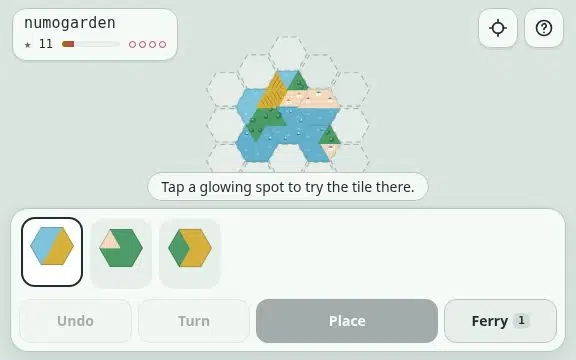 numogarden
★ 11
Tap a glowing spot to try the tile there.
Undo Turn Place Ferry 1